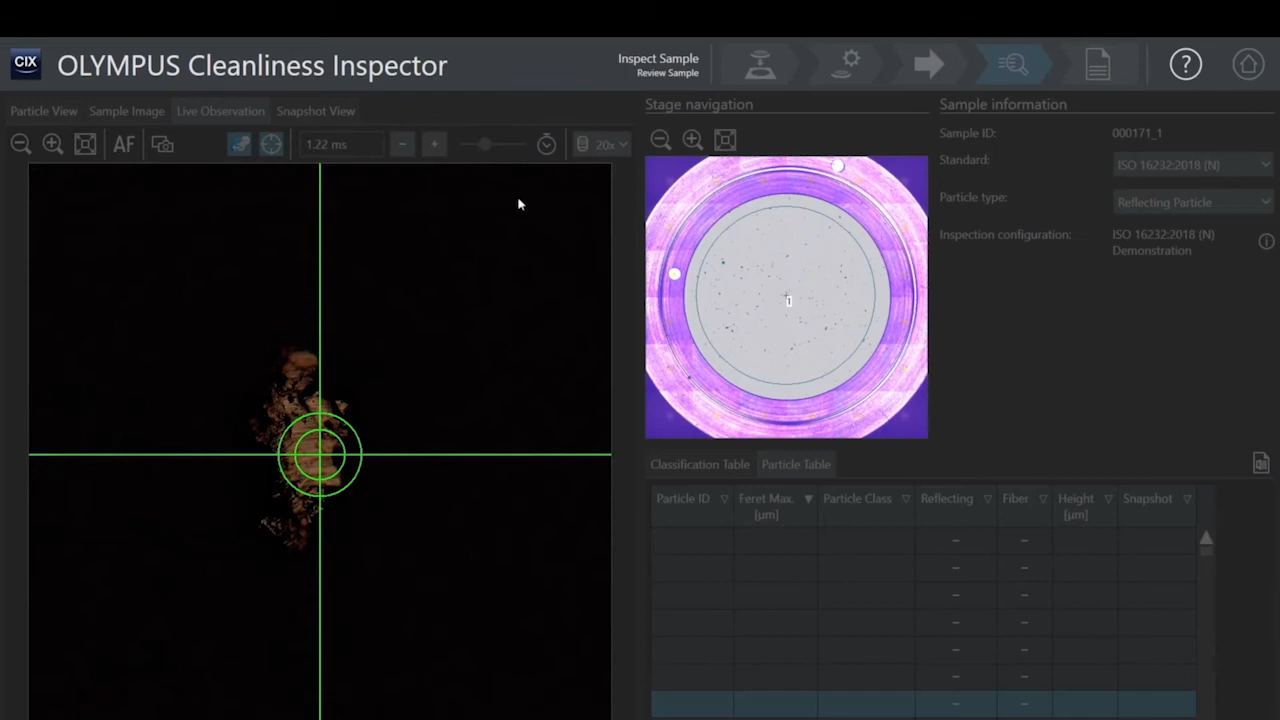 CIX
OLYMPUS Cleanliness Inspector
Inspect Sample
Review Sample
?
Particle View
Sample Image
Live Observation
Snapshot View
AF
1.22 ms
-
+
20x
Stage navigation
1
Sample information
Sample ID:
000171_1
Standard:
ISO 16232:2018 (N)
Particle type:
Reflecting Particle
Inspection configuration:
ISO 16232:2018 (N)
Demonstration
Classification Table
Particle Table
Particle ID
Feret Max.
[µm]
Particle Class
Reflecting
Fiber
Height
[µm]
Snapshot
– –
– –
– –
– –
– –
– –
– –